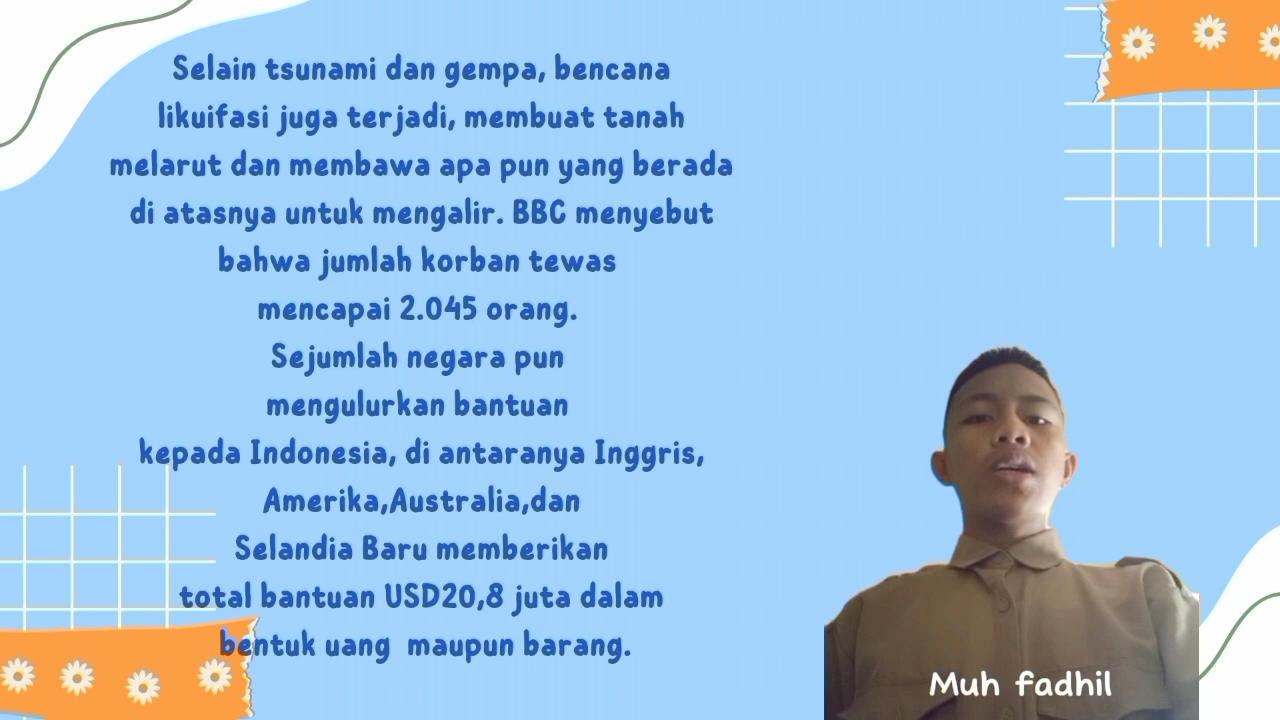 Selain tsunami dan gempa, bencana
likuifasi juga terjadi, membuat tanah
melarut dan membawa apa pun yang berada
di atasnya untuk mengalir. BBC menyebut
bahwa jumlah korban tewas
mencapai 2.045 orang.
Sejumlah negara pun
mengulurkan bantuan
kepada Indonesia, di antaranya Inggris,
Amerika,Australia,dan
Selandia Baru memberikan
total bantuan USD20,8 juta dalam
bentuk uang  maupun barang.
Muh fadhil